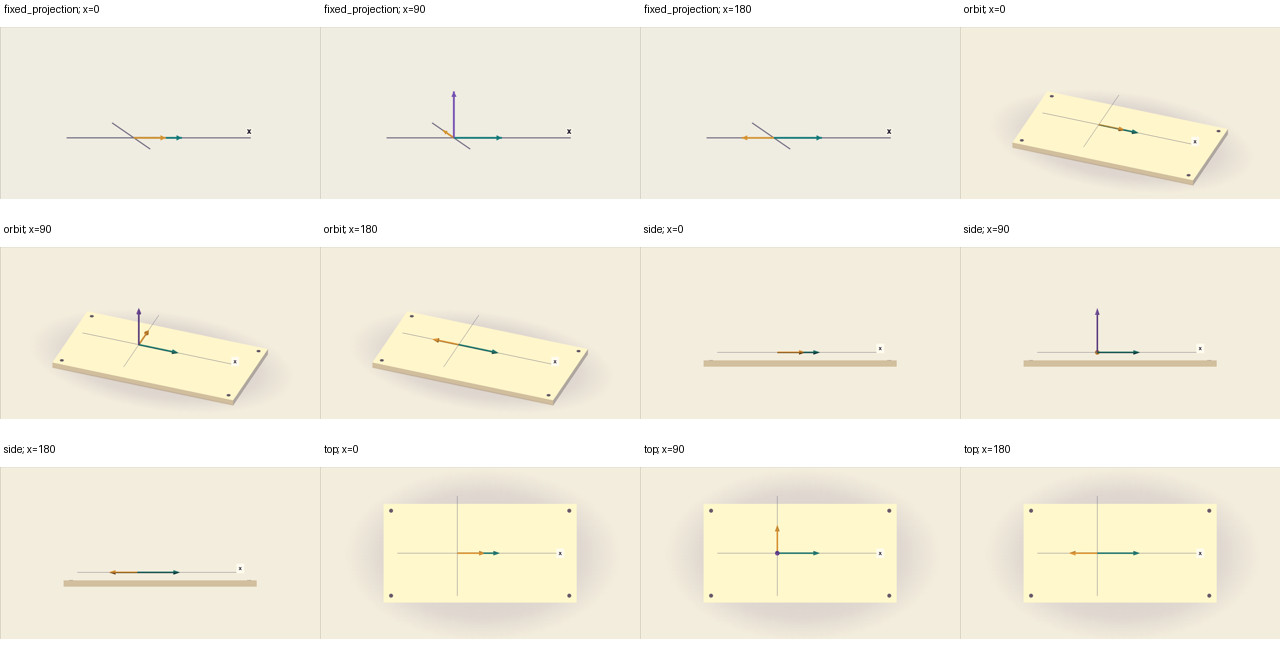 fixed_projection; x=0
fixed_projection; x=90
fixed_projection; x=180
orbit; x=0
x
x
x
x
orbit; x=90
orbit; x=180
side; x=0
side; x=90
x
x
x
x
side; x=180
top; x=0
top; x=90
top; x=180
x
x
x
x